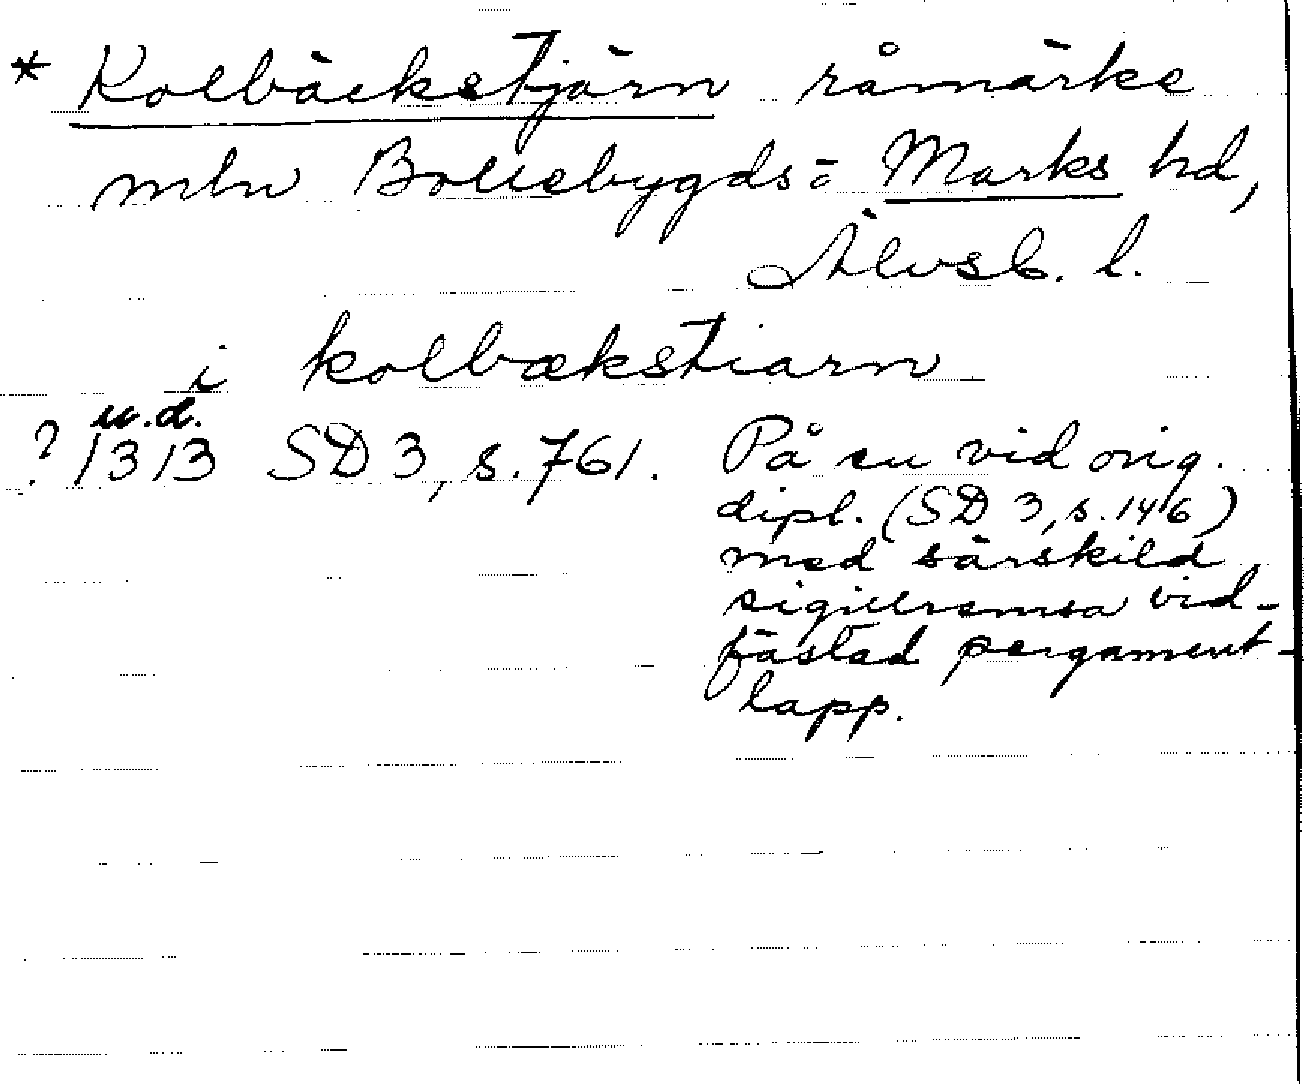 * Kolbäckstjärn råmärke
mln Bollebygds= Marks hd,
Älvsb. l.
i kolbækstiarn
u.d.
? 1313 SD 3, s. 761. På en vid orig.
dipl. (SD 3, s. 146)
med särskild
sigillremsa vid-
fästad pergament-
lapp.